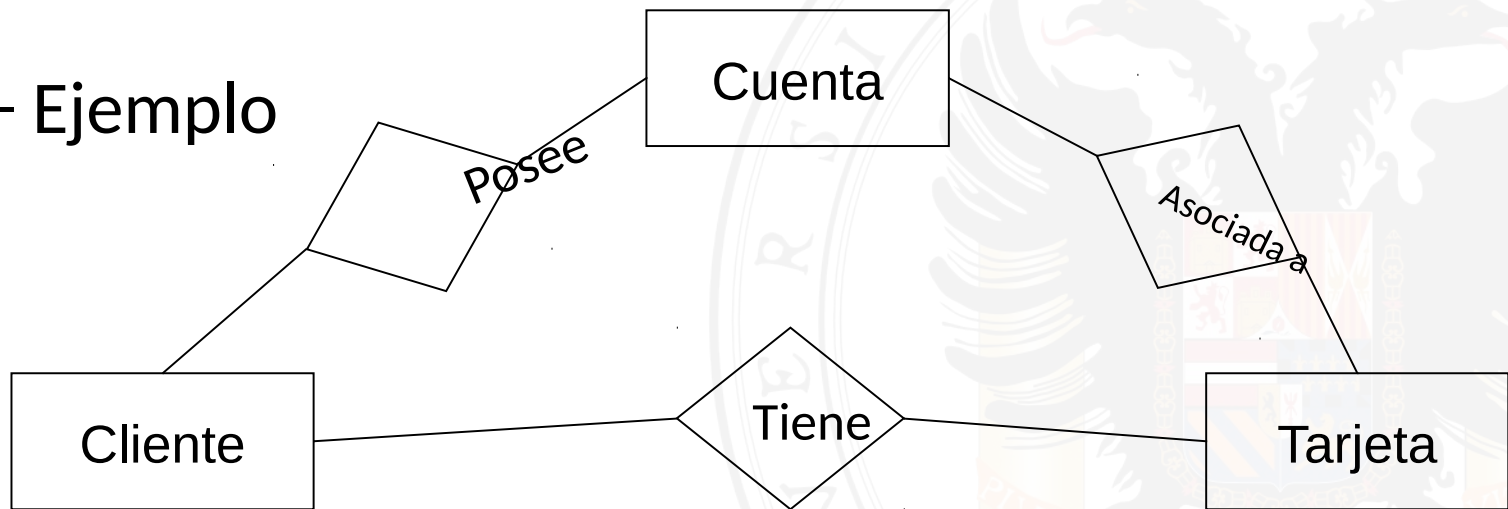 Cuenta
– Ejemplo
Posee
Asociada a
Tiene
Cliente
Tarjeta
E R S I